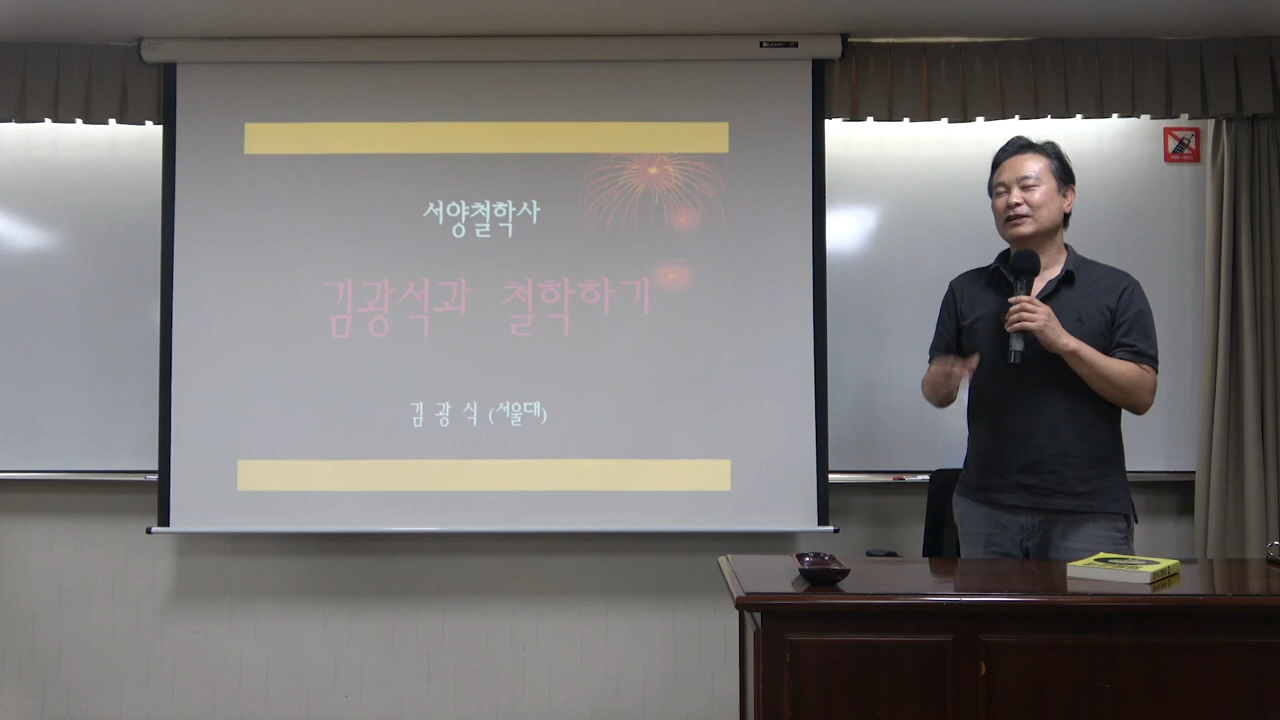 서양철학사
김광석과 철학하기
김 광 식 (서울대)